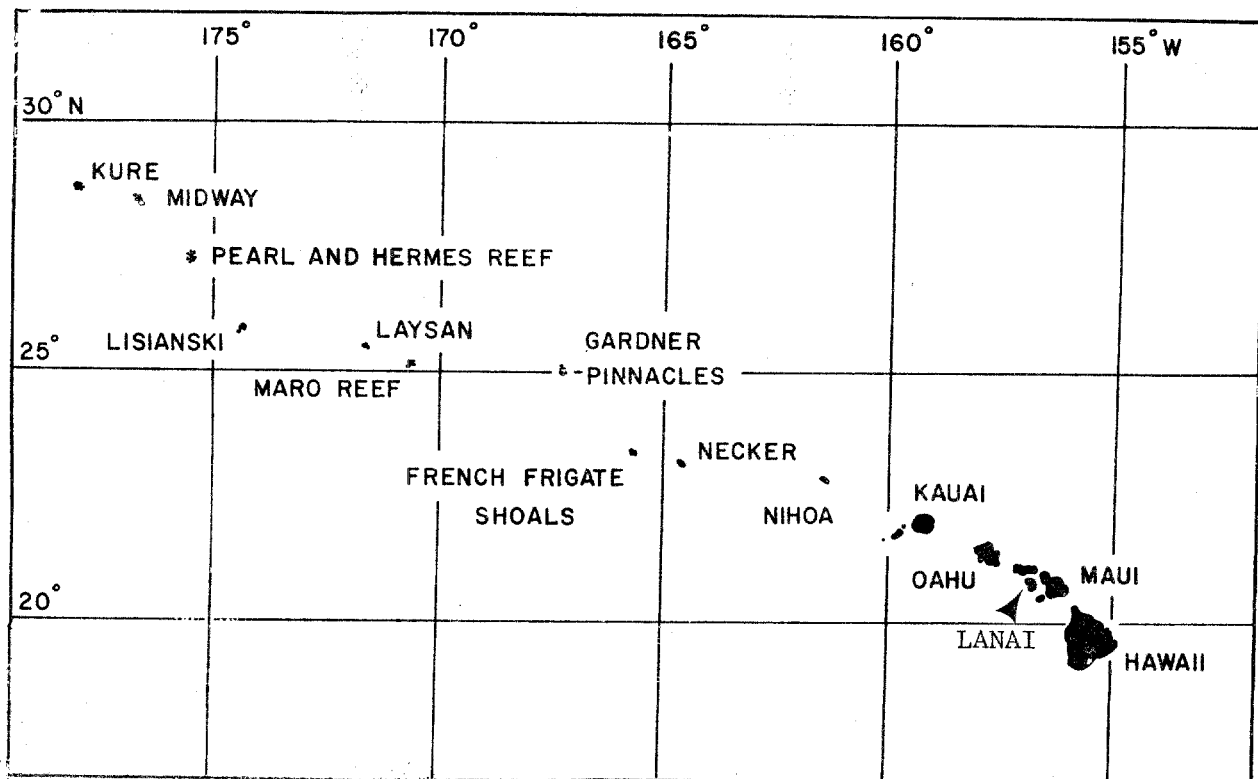 175°
170°
165°
160°
155° W
30° N
KURE
MIDWAY
PEARL AND HERMES REEF
LISIANSKI
LAYSAN
GARDNER
PINNACLES
25°
MARO REEF
NECKER
FRENCH FRIGATE
SHOALS
NIHOA
KAUAI
OAHU
MAUI
20°
LANAI
HAWAII